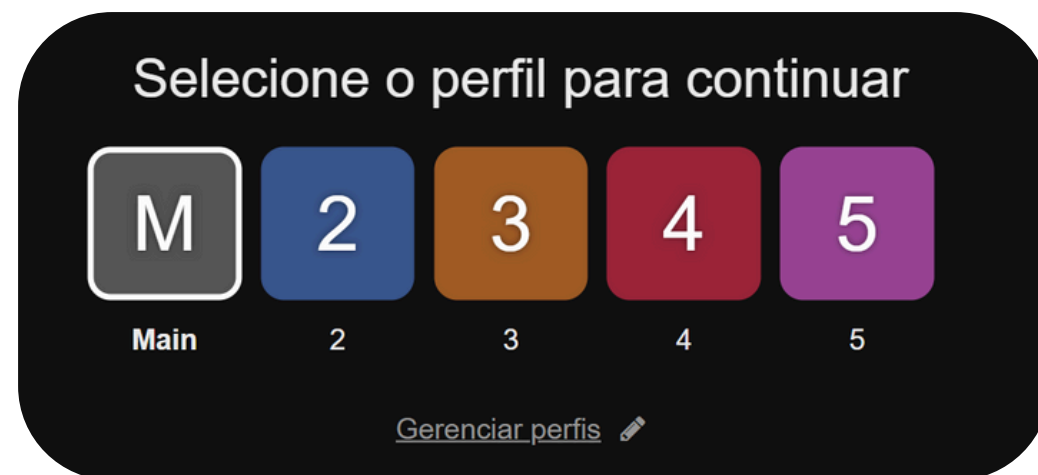 Selecione o perfil para continuar
M 2 3 4 5
Main 2 3 4 5
Gerenciar perfis